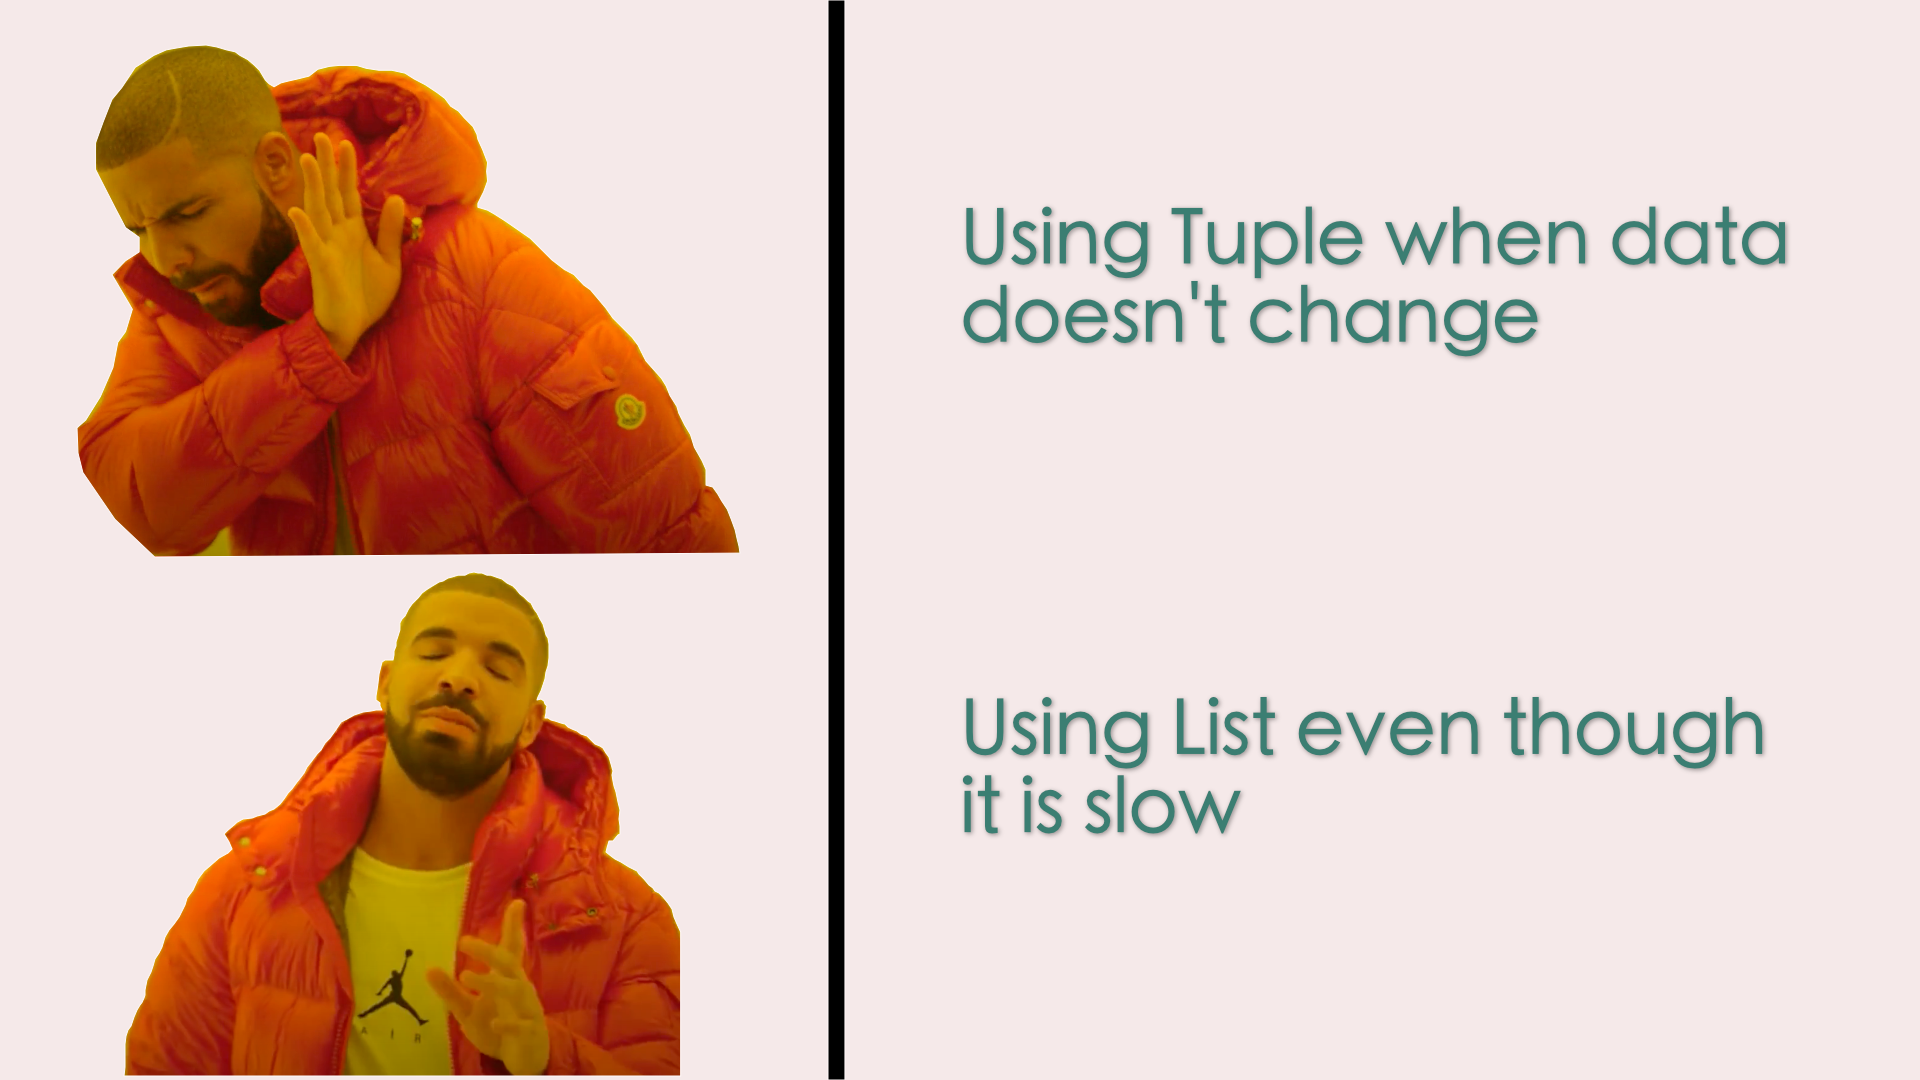 Using Tuple when data
doesn't change
Using List even though
it is slow
A I R